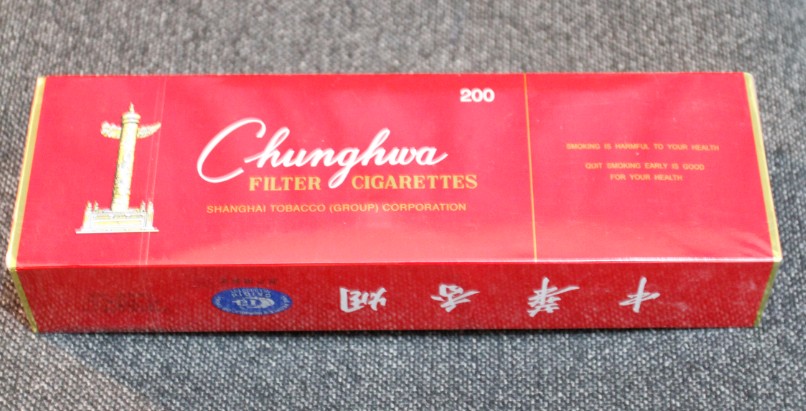 200
Chunghwa
FILTER CIGARETTES
SHANGHAI TOBACCO (GROUP) CORPORATION
SMOKING IS HARMFUL TO YOUR HEALTH
QUIT SMOKING EARLY IS GOOD
FOR YOUR HEALTH
中华香烟